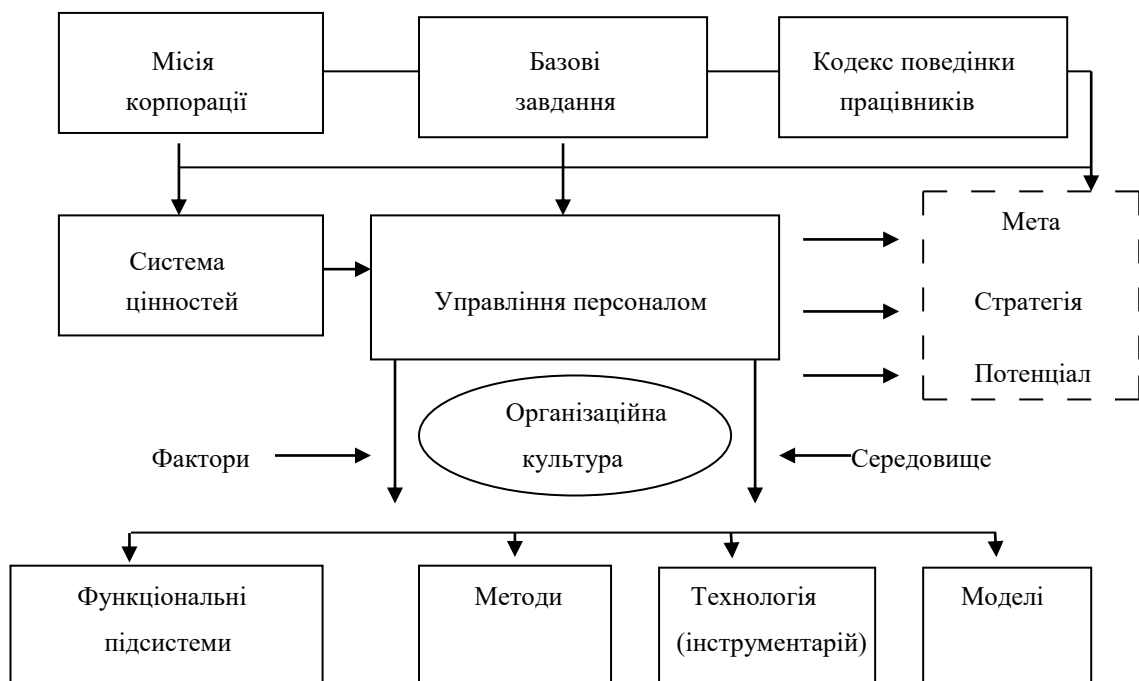 Місія
корпорації
Базові
завдання
Кодекс поведінки
працівників
Система
цінностей
Управління персоналом
Мета
Стратегія
Потенціал
Організаційна
культура
Фактори
Середовище
Функціональні
підсистеми
Методи
Технологія
(інструментарій)
Моделі